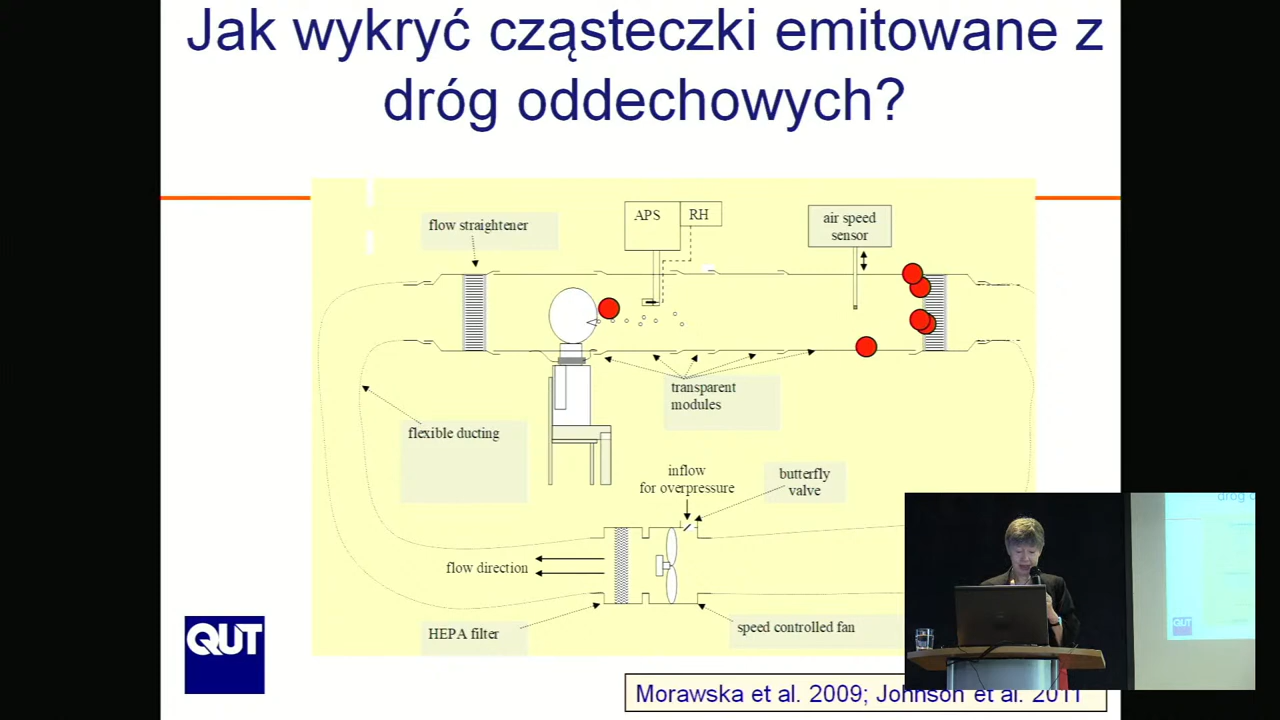 Jak wykryć cząsteczki emitowane z
dróg oddechowych?
flow straightener
APS
RH
air speed
sensor
transparent
modules
flexible ducting
inflow
for overpressure
butterfly
valve
flow direction
HEPA filter
speed controlled fan
QUT
Morawska et al. 2009; Johnson et al. 2011
dróg
QUT